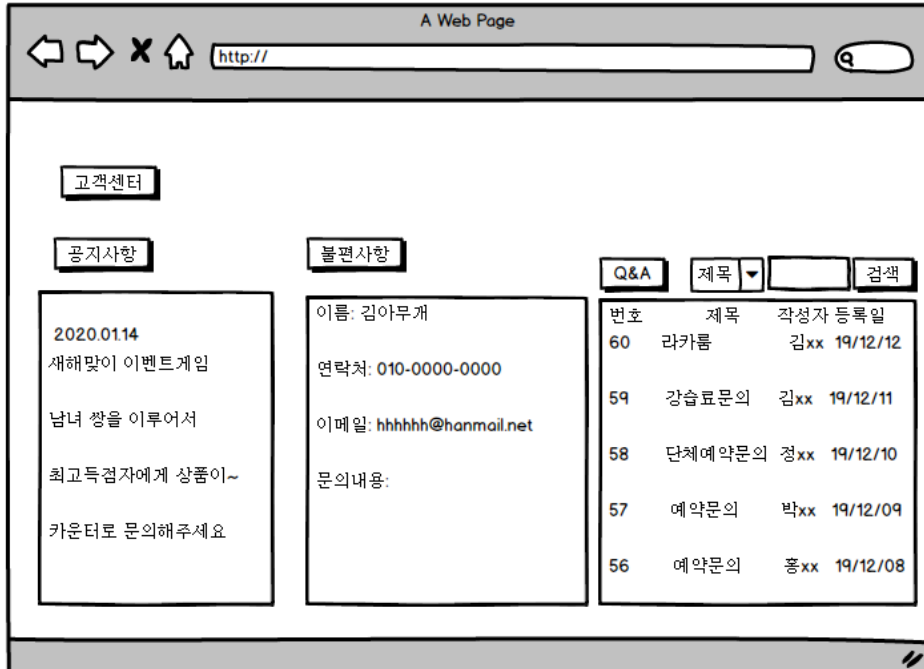 A Web Page
http://
고객센터
공지사항
2020.01.14
새해맞이 이벤트게임
남녀 쌍을 이루어서
최고득점자에게 상품이~
카운터로 문의해주세요
불편사항
이름: 김아무개
연락처: 010-0000-0000
이메일: hhhhhh@hanmail.net
문의내용:
Q&A 제목 검색
번호 제목 작성자 등록일
60 라카룸 김xx 19/12/12
59 강습료문의 김xx 19/12/11
58 단체예약문의 정xx 19/12/10
57 예약문의 박xx 19/12/09
56 예약문의 홍xx 19/12/08